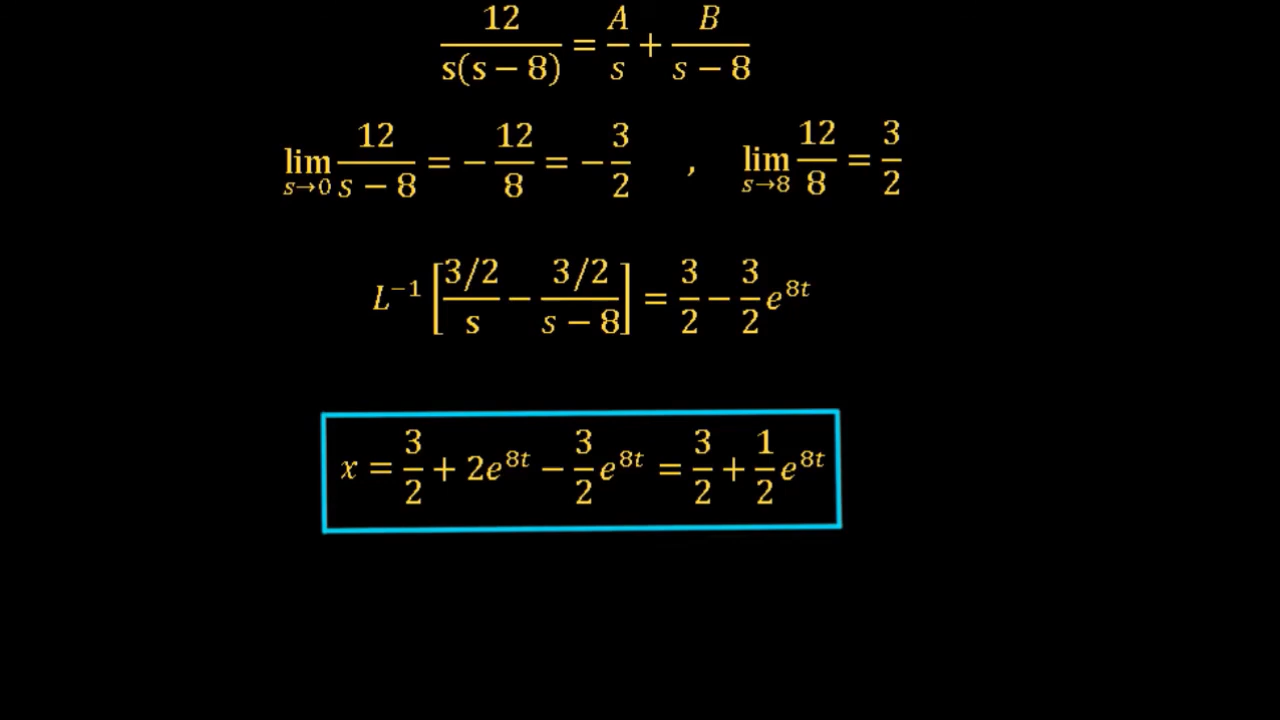 12/s(s − 8) = A/s + B/(s − 8)
lim s→0 12/(s − 8) = − 12/8 = − 3/2 , lim s→8 12/8 = 3/2
L⁻¹ [(3/2)/s − (3/2)/(s − 8)] = 3/2 − 3/2 e^8t
x = 3/2 + 2e^8t − 3/2 e^8t = 3/2 + 1/2 e^8t